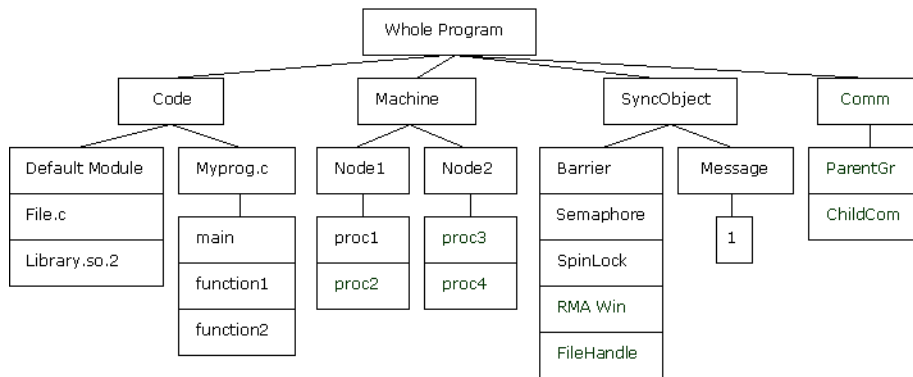 Whole Program
Code
Machine
SyncObject
Comm
Default Module
File.c
Library.so.2
Myprog.c
main
function1
function2
Node1
proc1
proc2
Node2
proc3
proc4
Barrier
Semaphore
SpinLock
RMA Win
FileHandle
Message
1
ParentGr
ChildCom